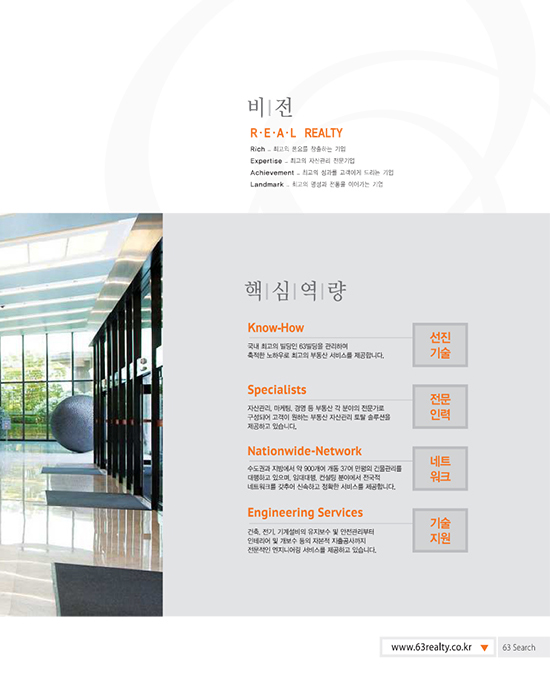 비|전
R·E·A·L REALTY
Rich - 최고의 풍요를 창출하는 기업
Expertise - 최고의 자산관리 전문기업
Achievement - 최고의 성과를 고객에게 드리는 기업
Landmark - 최고의 명성과 전통을 이어가는 기업
핵|심|역|량
Know-How
국내 최고의 빌딩인 63빌딩을 관리하며
축적한 노하우로 최고의 부동산 서비스를 제공합니다.
선진
기술
Specialists
자산관리, 마케팅, 경영 등 부동산 각 분야의 전문가로
구성되어 고객이 원하는 부동산 자산관리 토탈 솔루션을
제공하고 있습니다.
전문
인력
Nationwide-Network
수도권과 지방에서 약 900개여 개동 37여 만평의 건물관리를
대행하고 있으며, 임대대행, 컨설팅 분야에서 전국적
네트워크를 갖추어 신속하고 정확한 서비스를 제공합니다.
네트
워크
Engineering Services
건축, 전기, 기계설비의 유지보수 및 안전관리부터
인테리어 및 개보수 등의 자본적 지출공사까지
전문적인 엔지니어링 서비스를 제공하고 있습니다.
기술
지원
www.63realty.co.kr ▼ 63 Search